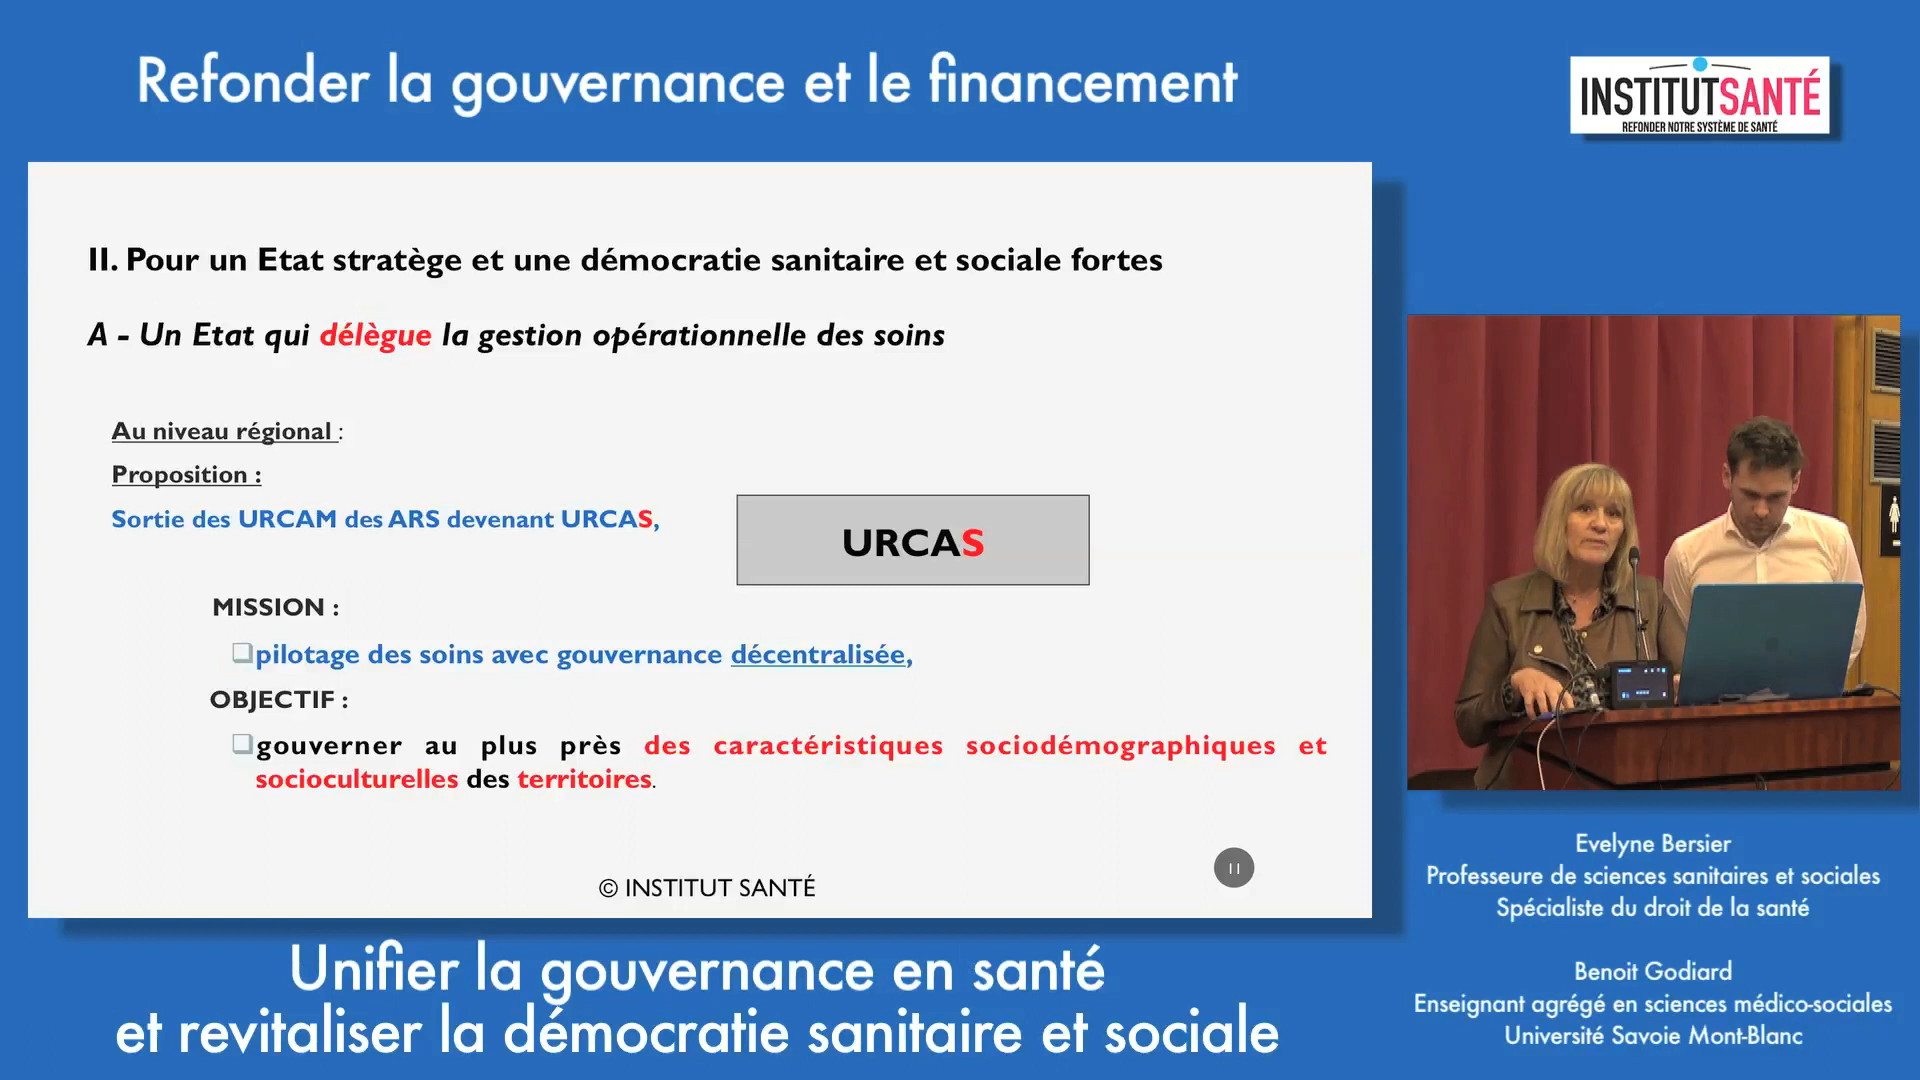 Refonder la gouvernance et le financement
INSTITUTSANTÉ
REFONDER NOTRE SYSTÈME DE SANTÉ
II. Pour un Etat stratège et une démocratie sanitaire et sociale fortes
A - Un Etat qui délègue la gestion opérationnelle des soins
Au niveau régional :
Proposition :
Sortie des URCAM des ARS devenant URCAS,
URCAS
MISSION :
pilotage des soins avec gouvernance décentralisée,
OBJECTIF :
gouverner au plus près des caractéristiques sociodémographiques et
socioculturelles des territoires.
© INSTITUT SANTÉ
11
Evelyne Bersier
Professeure de sciences sanitaires et sociales
Spécialiste du droit de la santé
Benoit Godiard
Enseignant agrégé en sciences médico-sociales
Université Savoie Mont-Blanc
Unifier la gouvernance en santé
et revitaliser la démocratie sanitaire et sociale